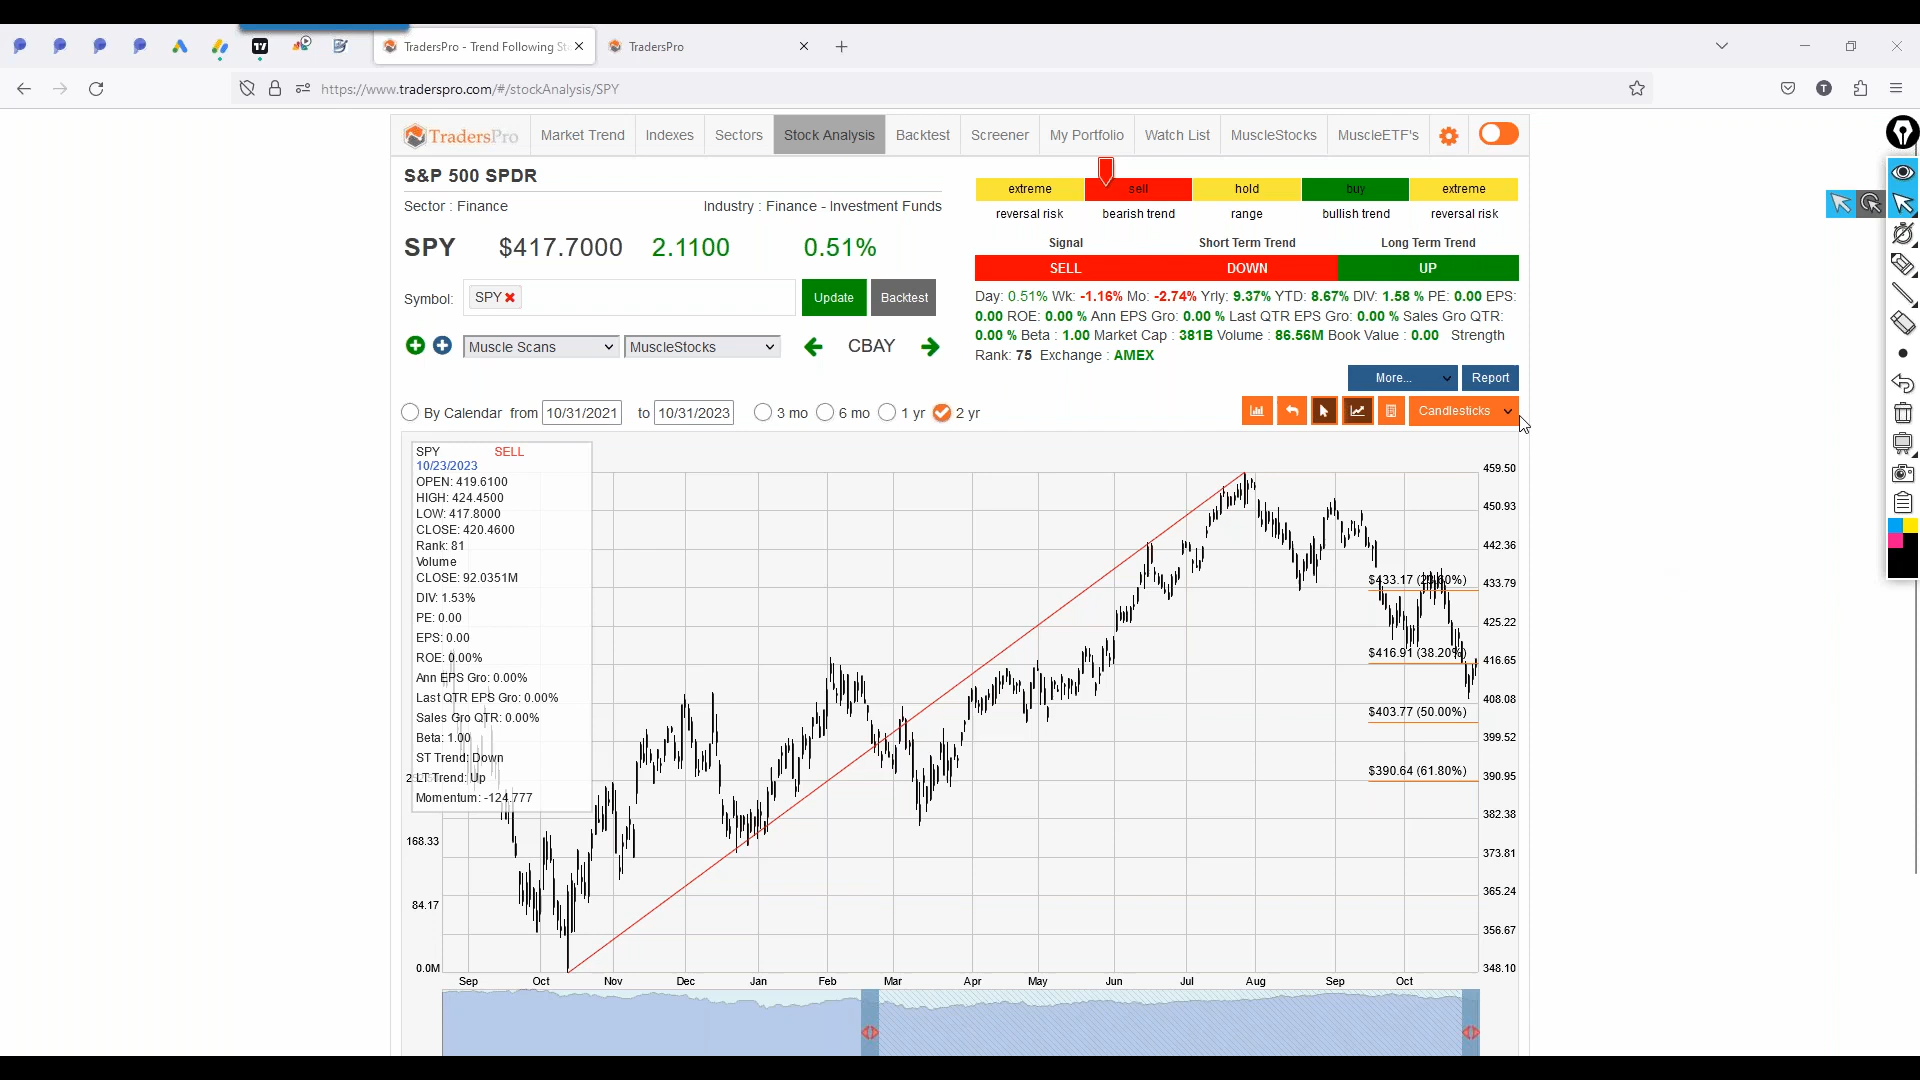 TradersPro - Trend Following St
TradersPro
https://www.traderspro.com/#/stockAnalysis/SPY
T
TradersPro
Market Trend
Indexes
Sectors
Stock Analysis
Backtest
Screener
My Portfolio
Watch List
MuscleStocks
MuscleETF's
S&P 500 SPDR
Sector : Finance
Industry : Finance - Investment Funds
SPY $417.7000 2.1100 0.51%
Symbol: SPY
Update
Backtest
Muscle Scans
MuscleStocks
CBAY
extreme sell hold buy extreme
reversal risk bearish trend range bullish trend reversal risk
Signal Short Term Trend Long Term Trend
SELL DOWN UP
Day: 0.51% Wk: -1.16% Mo: -2.74% Yrly: 9.37% YTD: 8.67% DIV: 1.58 % PE: 0.00 EPS:
0.00 ROE: 0.00 % Ann EPS Gro: 0.00 % Last QTR EPS Gro: 0.00 % Sales Gro QTR:
0.00 % Beta : 1.00 Market Cap : 381B Volume : 86.56M Book Value : 0.00 Strength
Rank: 75 Exchange : AMEX
More...
Report
By Calendar from 10/31/2021 to 10/31/2023 3 mo 6 mo 1 yr 2 yr
Candlesticks
SPY SELL
10/23/2023
OPEN: 419.6100
HIGH: 424.4500
LOW: 417.8000
CLOSE: 420.4600
Rank: 81
Volume
CLOSE: 92.0351M
DIV: 1.53%
PE: 0.00
EPS: 0.00
ROE: 0.00%
Ann EPS Gro: 0.00%
Last QTR EPS Gro: 0.00%
Sales Gro QTR: 0.00%
Beta: 1.00
ST Trend: Down
LT Trend: Up
Momentum: -124.777
168.33
84.17
0.0M
459.50
450.93
442.36
433.79
425.22
416.65
408.08
399.52
390.95
382.38
373.81
365.24
356.67
348.10
$433.17 (23.60%)
$416.91 (38.20%)
$403.77 (50.00%)
$390.64 (61.80%)
Sep Oct Nov Dec Jan Feb Mar Apr May Jun Jul Aug Sep Oct